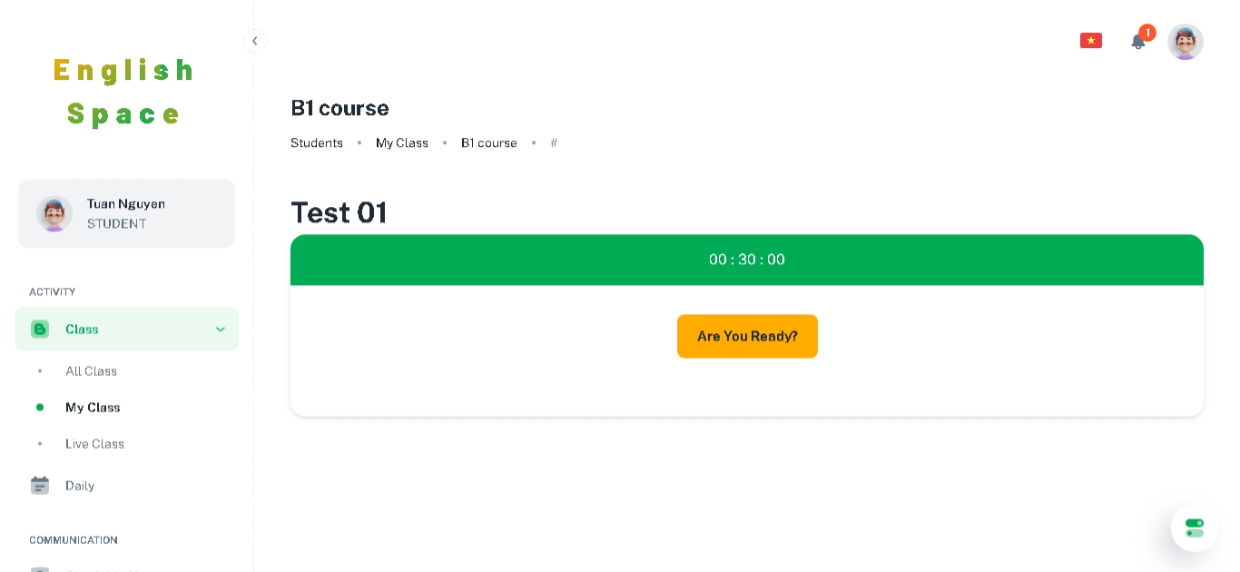 English
Space
1
B1 course
Students • My Class • B1 course • #
Tuan Nguyen
STUDENT
Test 01
00 : 30 : 00
Are You Ready?
ACTIVITY
Class
All Class
My Class
Live Class
Daily
COMMUNICATION